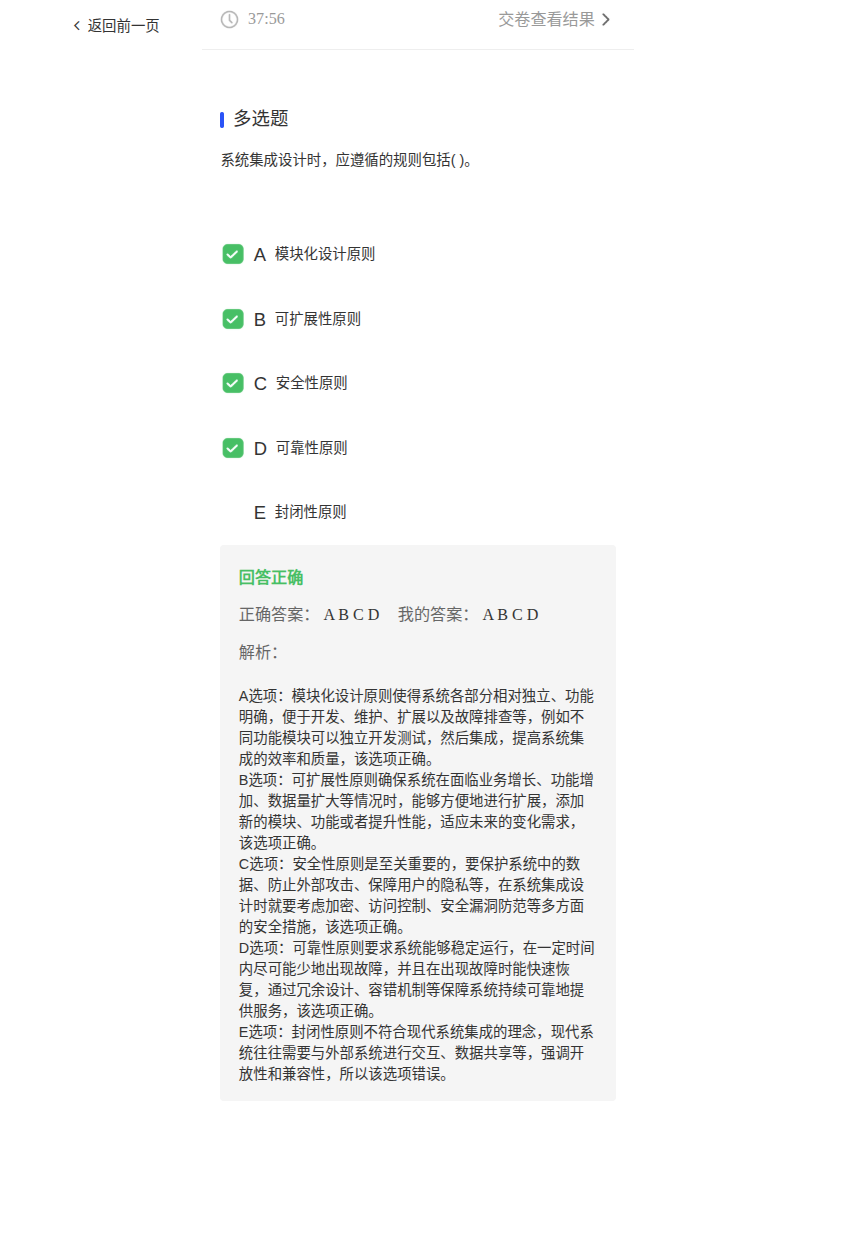 返回前一页
37:56
交卷查看结果
多选题
系统集成设计时，应遵循的规则包括( )。
A 模块化设计原则
B 可扩展性原则
C 安全性原则
D 可靠性原则
E 封闭性原则
回答正确
正确答案： A B C D 我的答案： A B C D
解析：
A选项：模块化设计原则使得系统各部分相对独立、功能
明确，便于开发、维护、扩展以及故障排查等，例如不
同功能模块可以独立开发测试，然后集成，提高系统集
成的效率和质量，该选项正确。
B选项：可扩展性原则确保系统在面临业务增长、功能增
加、数据量扩大等情况时，能够方便地进行扩展，添加
新的模块、功能或者提升性能，适应未来的变化需求，
该选项正确。
C选项：安全性原则是至关重要的，要保护系统中的数
据、防止外部攻击、保障用户的隐私等，在系统集成设
计时就要考虑加密、访问控制、安全漏洞防范等多方面
的安全措施，该选项正确。
D选项：可靠性原则要求系统能够稳定运行，在一定时间
内尽可能少地出现故障，并且在出现故障时能快速恢
复，通过冗余设计、容错机制等保障系统持续可靠地提
供服务，该选项正确。
E选项：封闭性原则不符合现代系统集成的理念，现代系
统往往需要与外部系统进行交互、数据共享等，强调开
放性和兼容性，所以该选项错误。